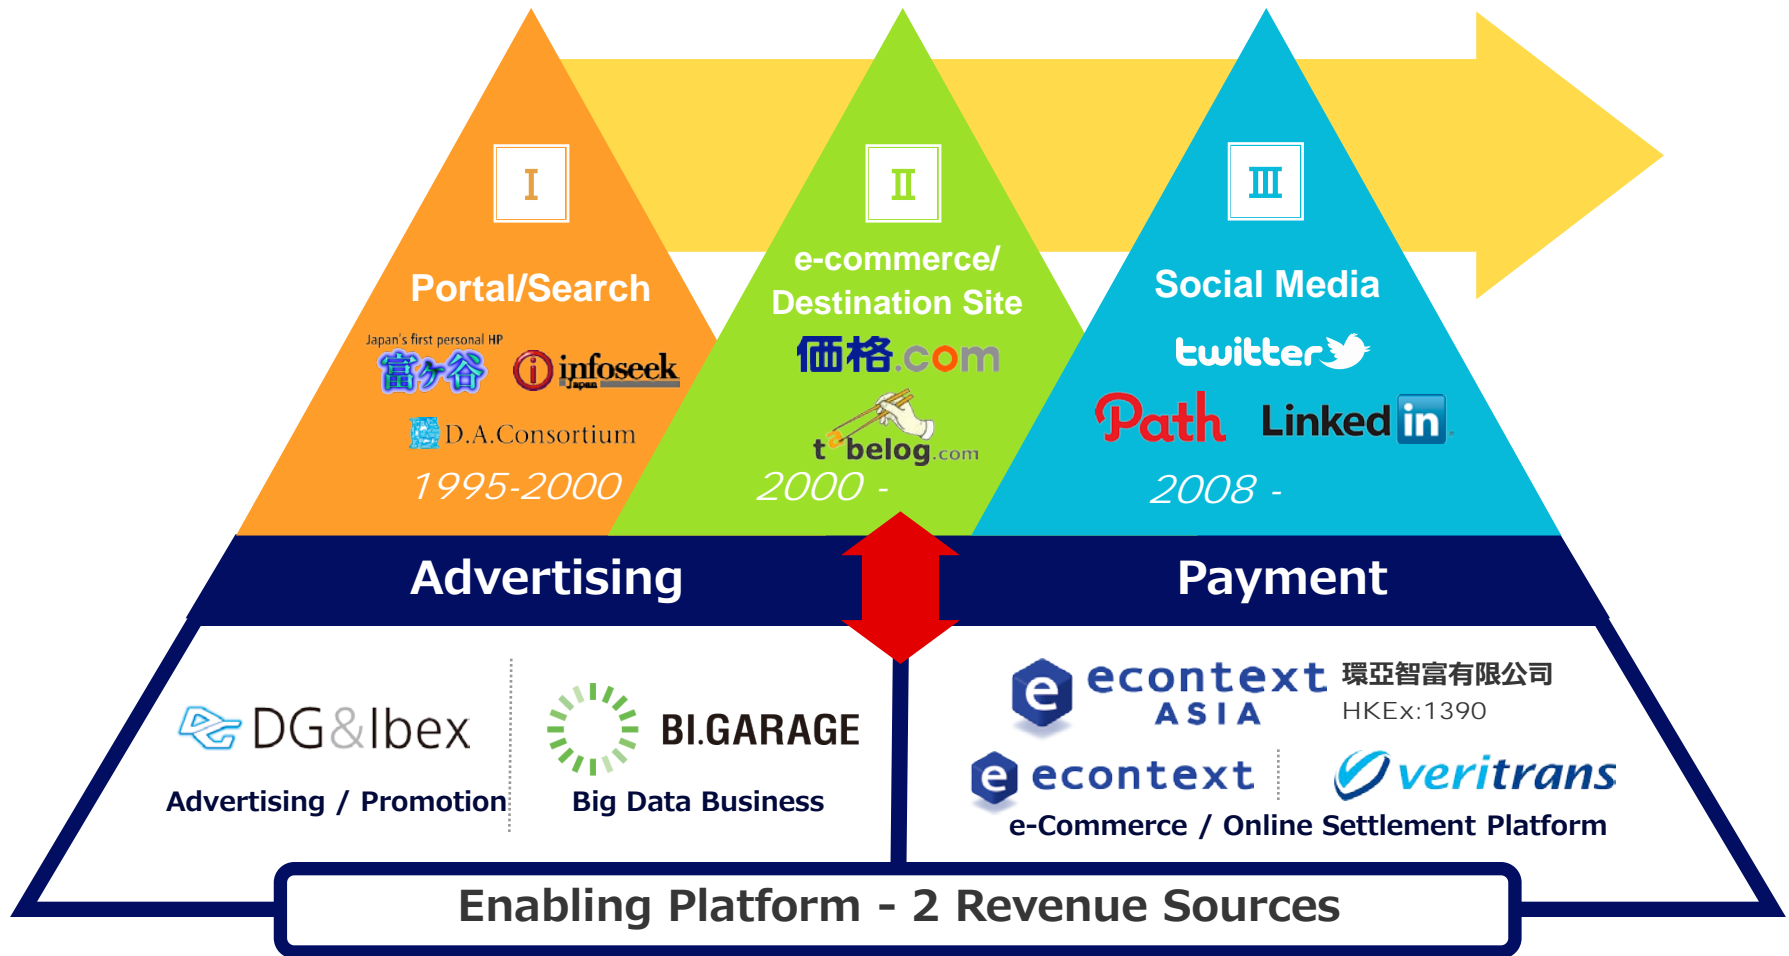 I
Portal/Search
Japan's first personal HP
富ヶ谷
i infoseek
Japan
D.A.Consortium
1995-2000
II
e-commerce/
Destination Site
価格.com
tabelog.com
2000 -
III
Social Media
twitter
Path
Linked in
2008 -
Advertising
Payment
DG&Ibex
Advertising / Promotion
BI.GARAGE
Big Data Business
e econtext
ASIA
環亞智富有限公司
HKEx:1390
e econtext
veritrans
e-Commerce / Online Settlement Platform
Enabling Platform - 2 Revenue Sources